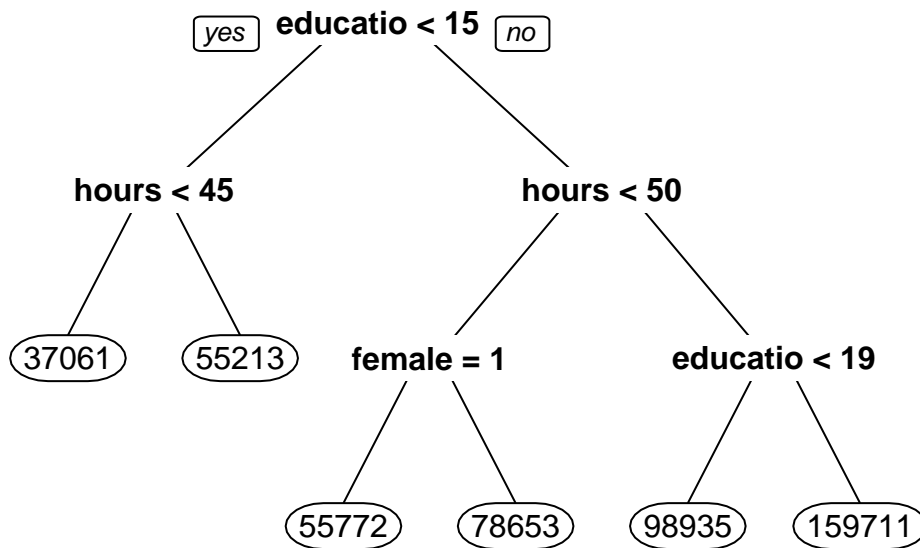 yes educatio < 15 no
hours < 45 hours < 50
37061 55213 female = 1 educatio < 19
55772 78653 98935 159711